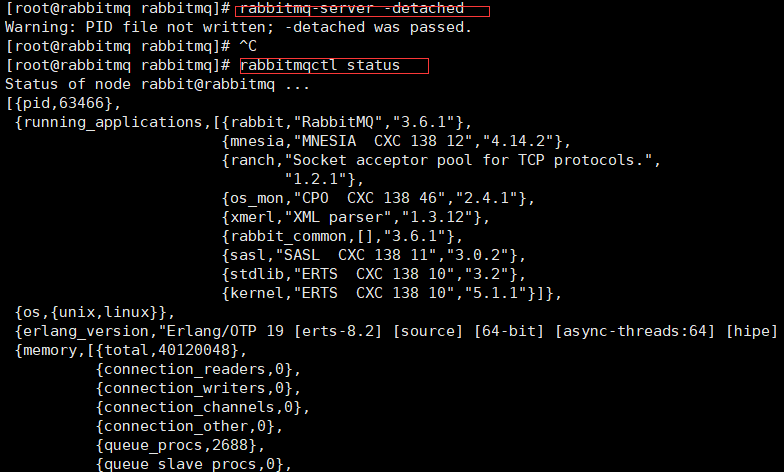 [root@rabbitmq rabbitmq]# rabbitmq-server -detached
Warning: PID file not written; -detached was passed.
[root@rabbitmq rabbitmq]# ^C
[root@rabbitmq rabbitmq]# rabbitmqctl status
Status of node rabbit@rabbitmq ...
[{pid,63466},
 {running_applications,[{rabbit,"RabbitMQ","3.6.1"},
                        {mnesia,"MNESIA  CXC 138 12","4.14.2"},
                        {ranch,"Socket acceptor pool for TCP protocols.",
                               "1.2.1"},
                        {os_mon,"CPO  CXC 138 46","2.4.1"},
                        {xmerl,"XML parser","1.3.12"},
                        {rabbit_common,[],"3.6.1"},
                        {sasl,"SASL  CXC 138 11","3.0.2"},
                        {stdlib,"ERTS  CXC 138 10","3.2"},
                        {kernel,"ERTS  CXC 138 10","5.1.1"}]},
 {os,{unix,linux}},
 {erlang_version,"Erlang/OTP 19 [erts-8.2] [source] [64-bit] [async-threads:64] [hipe]
 {memory,[{total,40120048},
          {connection_readers,0},
          {connection_writers,0},
          {connection_channels,0},
          {connection_other,0},
          {queue_procs,2688},
          {queue_slave_procs,0},